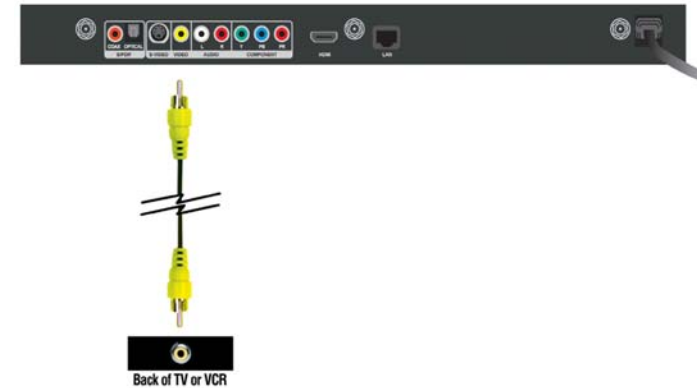 COAX OPTICAL
S/PDIF
S-VIDEO
VIDEO
L R
AUDIO
Y PB PR
COMPONENT
HDMI
LAN
Back of TV or VCR